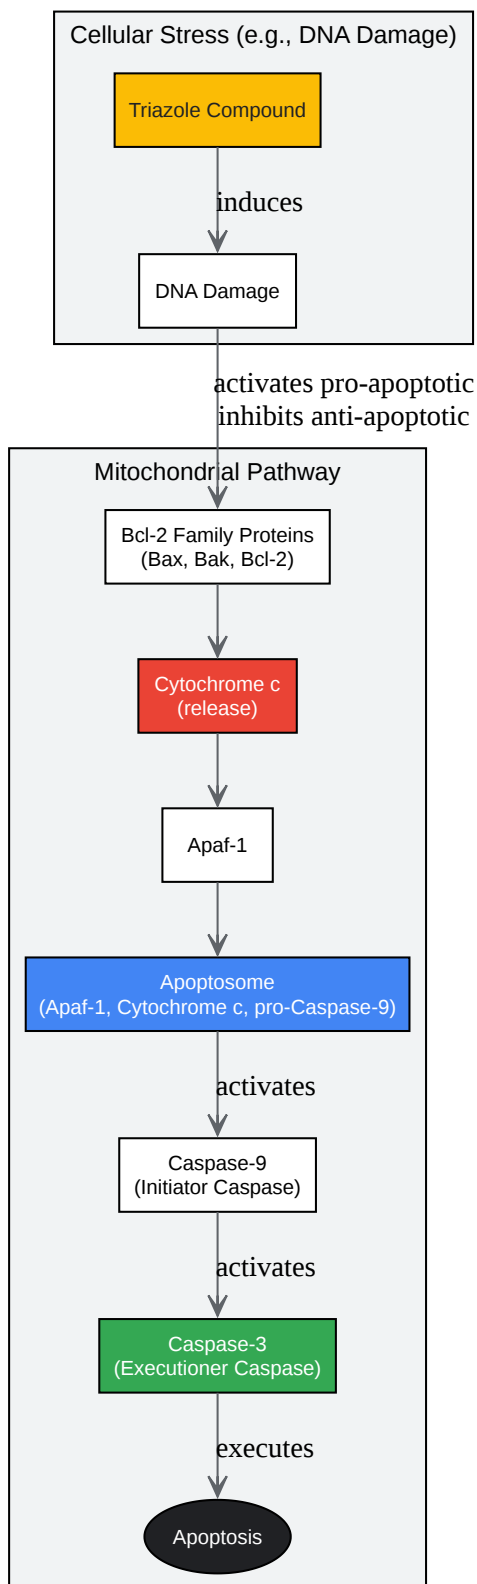 Cellular Stress (e.g., DNA Damage)
Triazole Compound
induces
DNA Damage
activates pro-apoptotic
inhibits anti-apoptotic
Mitochondrial Pathway
Bcl-2 Family Proteins
(Bax, Bak, Bcl-2)
Cytochrome c
(release)
Apaf-1
Apoptosome
(Apaf-1, Cytochrome c, pro-Caspase-9)
activates
Caspase-9
(Initiator Caspase)
activates
Caspase-3
(Executioner Caspase)
executes
Apoptosis